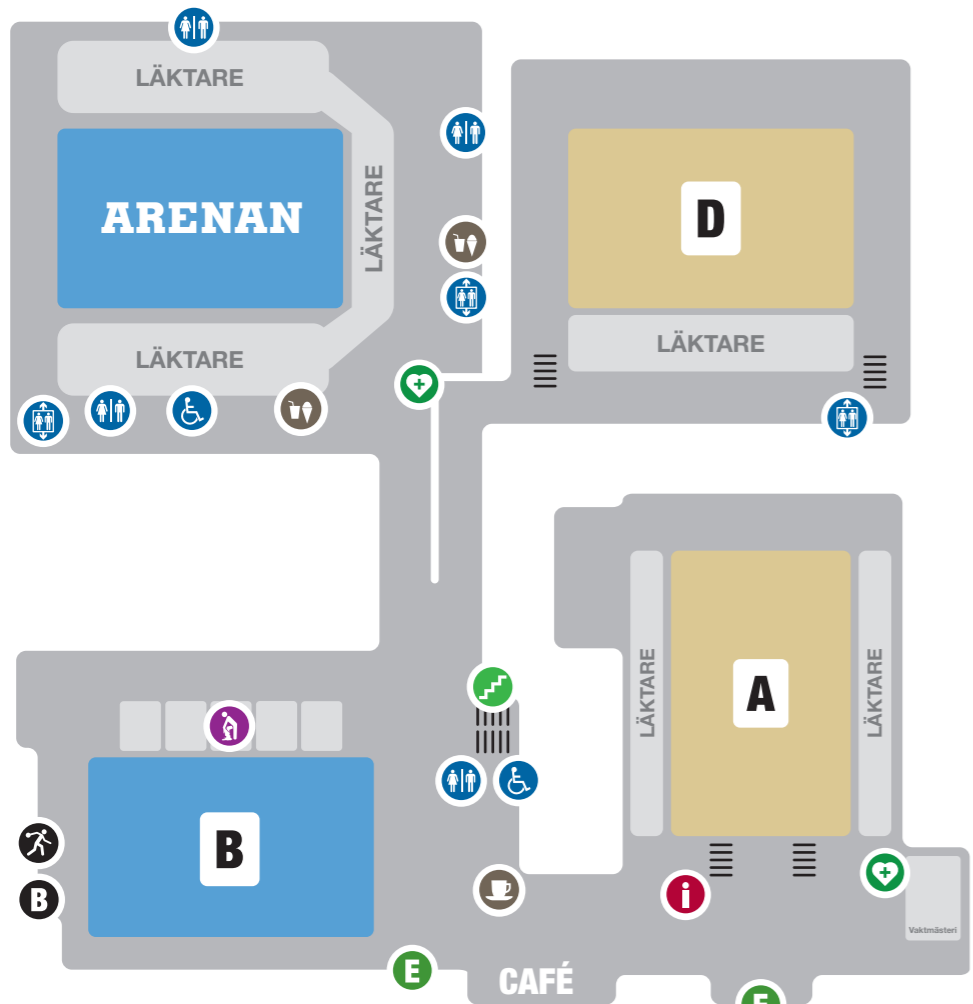 LÄKTARE
ARENAN
LÄKTARE
LÄKTARE
D
LÄKTARE
LÄKTARE
A
LÄKTARE
B
B
i
Vaktmästeri
E
CAFÉ
E